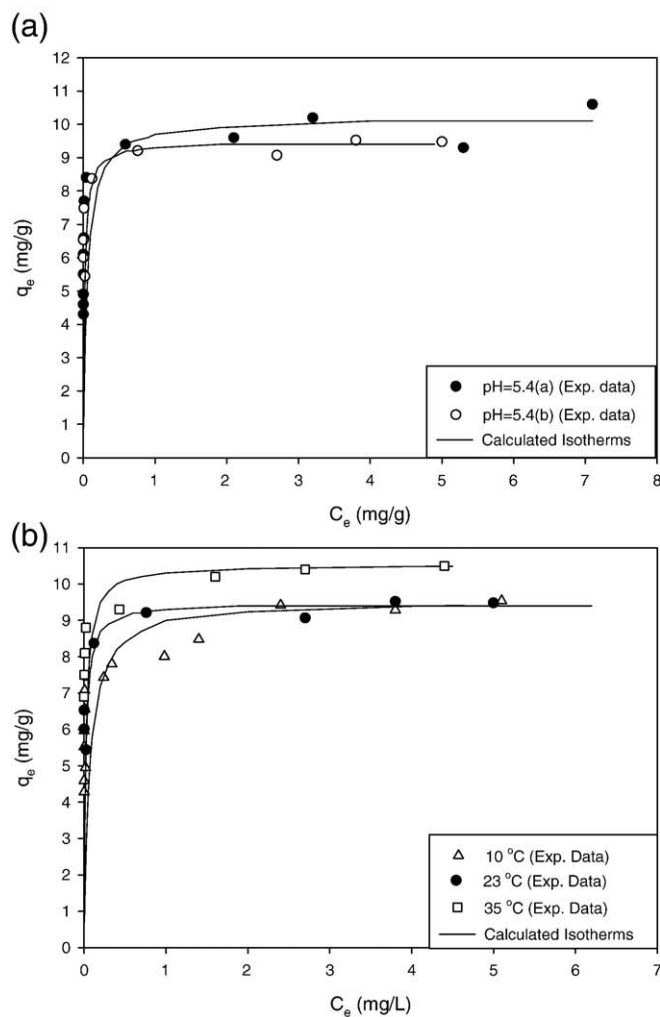 (a)
12
11
10
9
8
7
6
5
4
3
2
1
0
qe (mg/g)
pH=5.4(a) (Exp. data)
pH=5.4(b) (Exp. data)
Calculated Isotherms
0 1 2 3 4 5 6 7 8
Ce (mg/g)
(b)
11
10
9
8
7
6
5
4
3
2
1
0
qe (mg/g)
10 °C (Exp. Data)
23 °C (Exp. Data)
35 °C (Exp. Data)
Calculated Isotherms
0 1 2 3 4 5 6 7
Ce (mg/L)